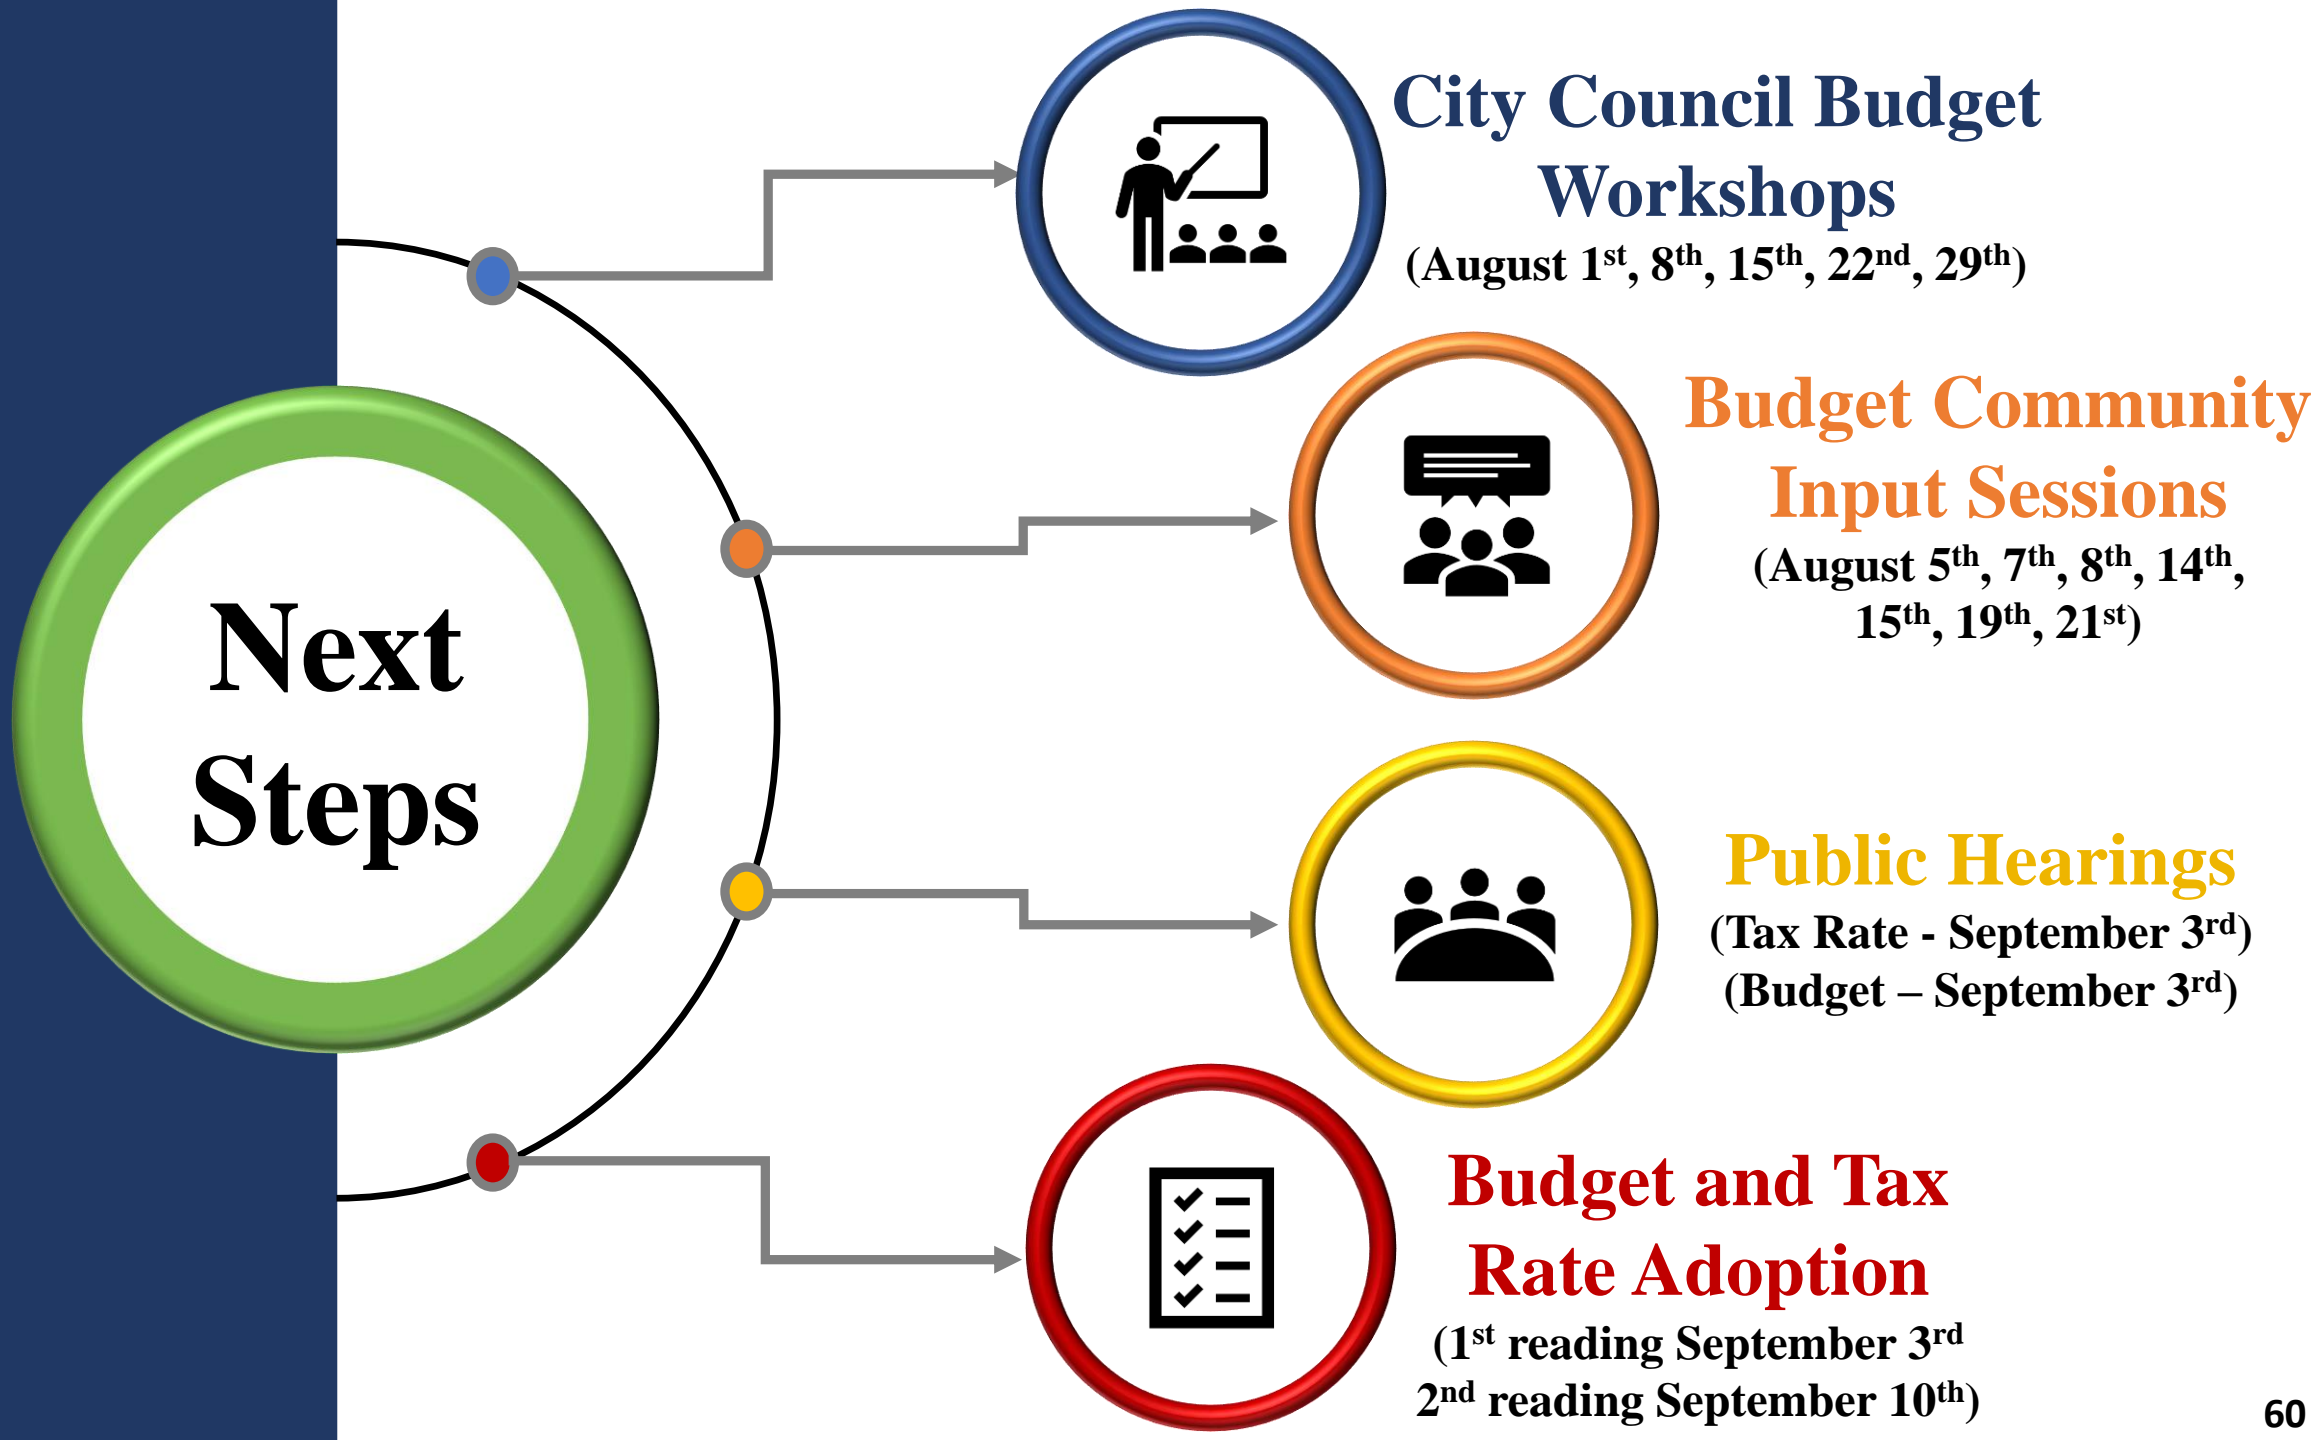 Next
Steps
City Council Budget
Workshops
(August 1st, 8th, 15th, 22nd, 29th)
Budget Community
Input Sessions
(August 5th, 7th, 8th, 14th,
15th, 19th, 21st)
Public Hearings
(Tax Rate - September 3rd)
(Budget – September 3rd)
Budget and Tax
Rate Adoption
(1st reading September 3rd
2nd reading September 10th)
60